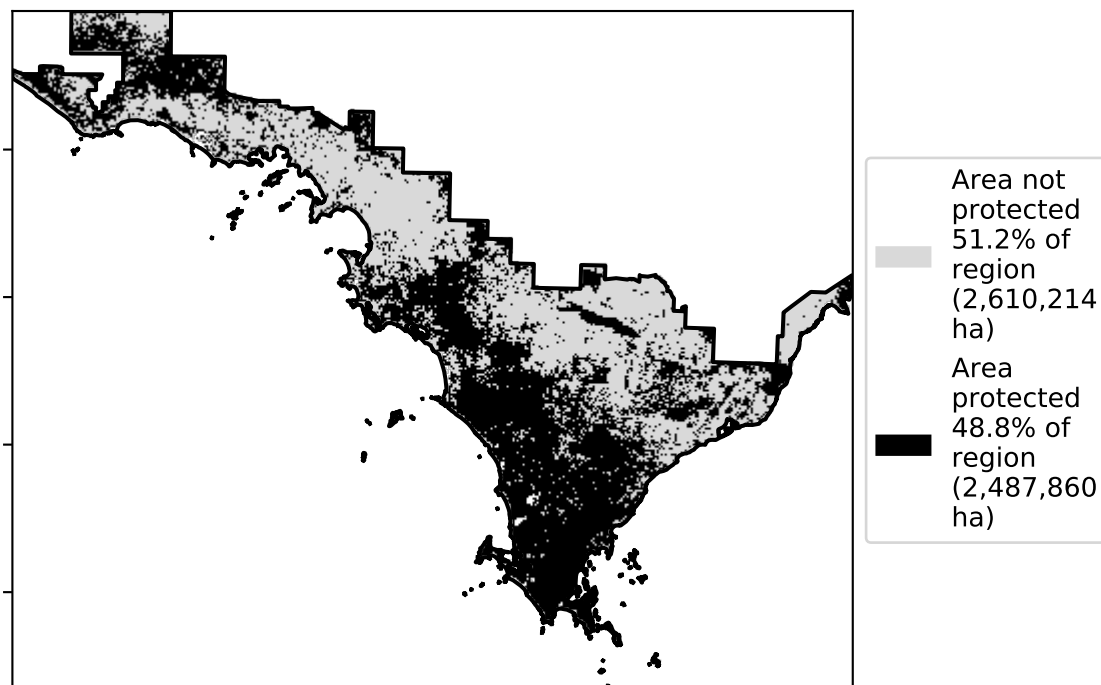 Area not
protected
51.2% of
region
(2,610,214
ha)
Area
protected
48.8% of
region
(2,487,860
ha)